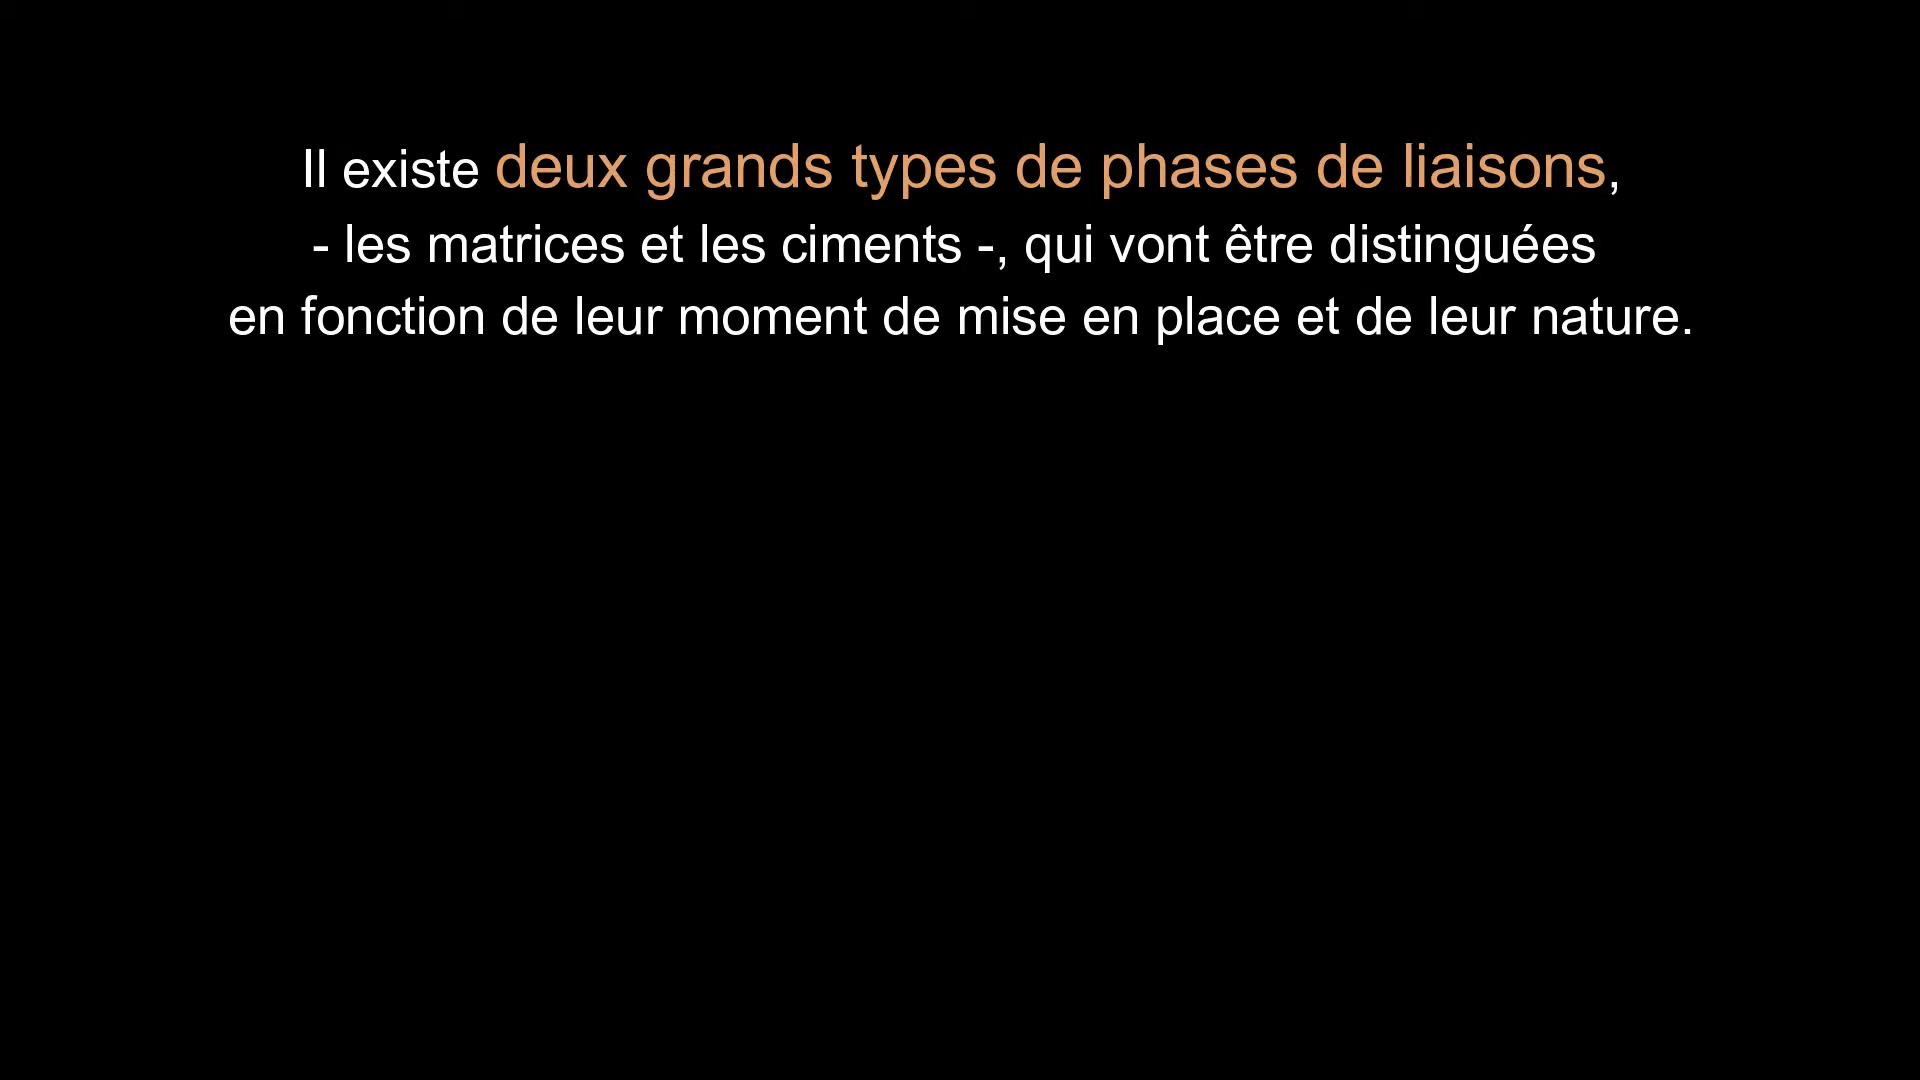 Il existe deux grands types de phases de liaisons,
- les matrices et les ciments -, qui vont être distinguées
en fonction de leur moment de mise en place et de leur nature.